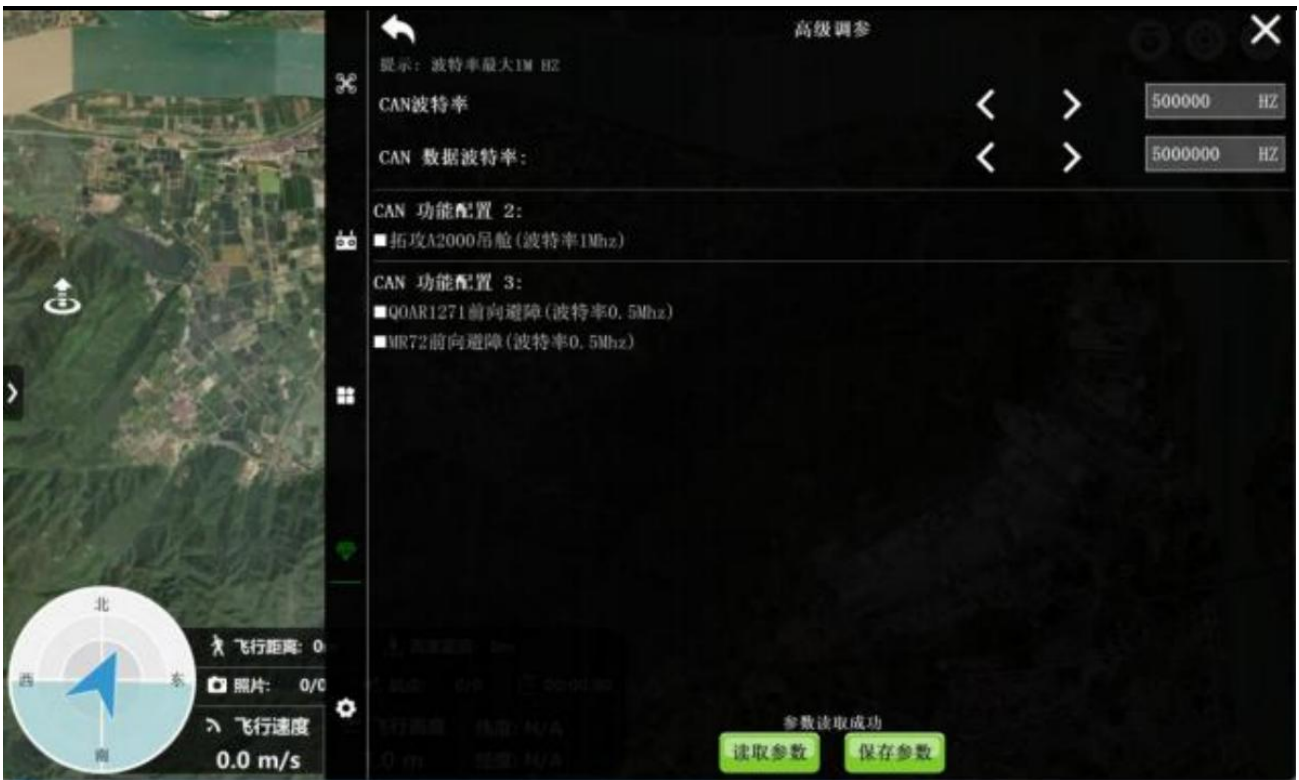 高级调参
提示: 波特率最大1M HZ
CAN波特率
500000 HZ
CAN 数据波特率:
5000000 HZ
CAN 功能配置 2:
拓攻A2000吊舱(波特率1Mhz)
CAN 功能配置 3:
QOAR1271前向避障(波特率0.5Mhz)
MR72前向避障(波特率0.5Mhz)
北
西
东
南
飞行距离: 0
照片: 0/0
飞行速度
0.0 m/s
参数读取成功
读取参数
保存参数